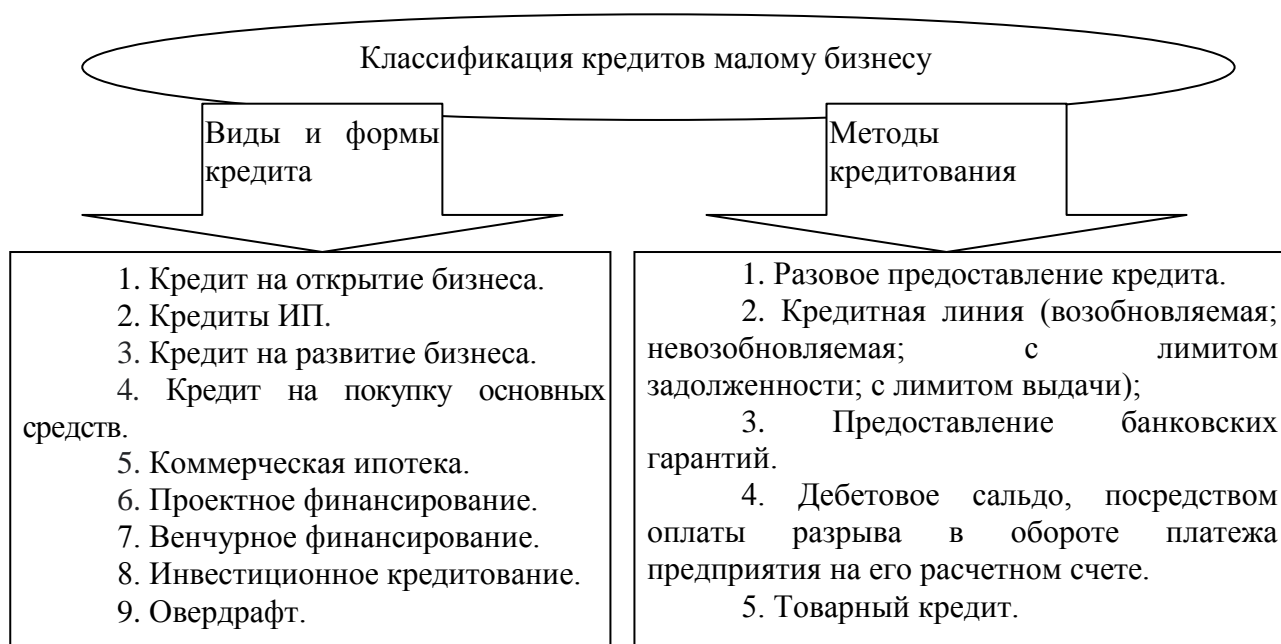 Классификация кредитов малому бизнесу
Виды и формы
кредита
Методы
кредитования
1. Кредит на открытие бизнеса.
2. Кредиты ИП.
3. Кредит на развитие бизнеса.
4. Кредит на покупку основных
средств.
5. Коммерческая ипотека.
6. Проектное финансирование.
7. Венчурное финансирование.
8. Инвестиционное кредитование.
9. Овердрафт.
1. Разовое предоставление кредита.
2. Кредитная линия (возобновляемая;
невозобновляемая; с лимитом
задолженности; с лимитом выдачи);
3. Предоставление банковских
гарантий.
4. Дебетовое сальдо, посредством
оплаты разрыва в обороте платежа
предприятия на его расчетном счете.
5. Товарный кредит.